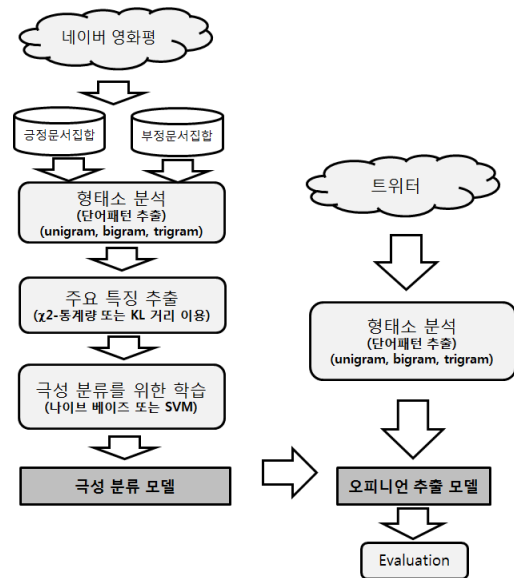 네이버 영화평
긍정문서집합
부정문서집합
형태소 분석
(단어패턴 추출)
(unigram, bigram, trigram)
주요 특징 추출
(χ2-통계량 또는 KL 거리 이용)
극성 분류를 위한 학습
(나이브 베이즈 또는 SVM)
극성 분류 모델
트위터
형태소 분석
(단어패턴 추출)
(unigram, bigram, trigram)
오피니언 추출 모델
Evaluation